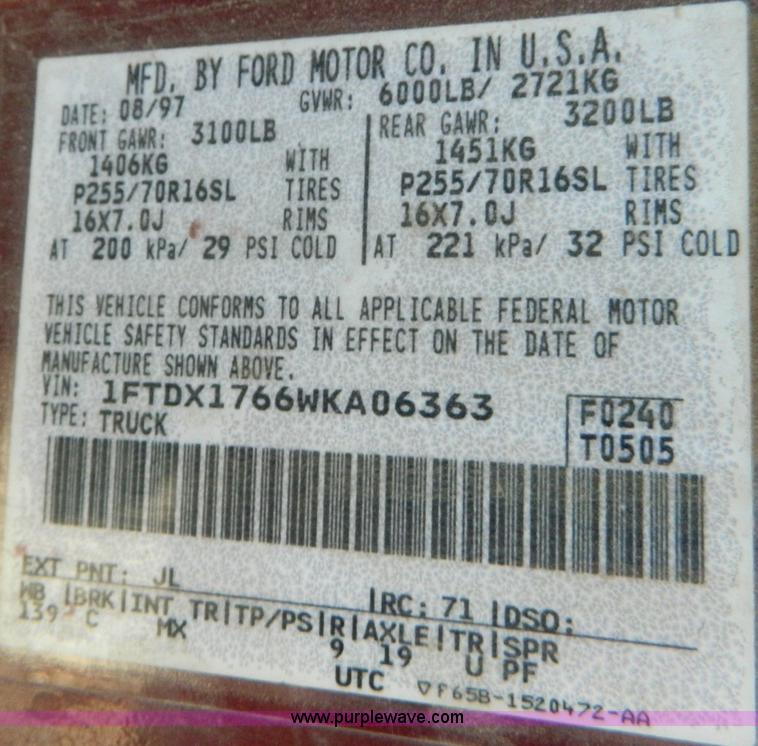 MFD. BY FORD MOTOR CO. IN U.S.A.
DATE: 08/97 GVWR: 6000LB/ 2721KG
FRONT GAWR: 3100LB REAR GAWR: 3200LB
1406KG WITH 1451KG WITH
P255/70R16SL TIRES P255/70R16SL TIRES
16X7.0J RIMS 16X7.0J RIMS
AT 200 kPa/ 29 PSI COLD AT 221 kPa/ 32 PSI COLD
THIS VEHICLE CONFORMS TO ALL APPLICABLE FEDERAL MOTOR
VEHICLE SAFETY STANDARDS IN EFFECT ON THE DATE OF
MANUFACTURE SHOWN ABOVE.
VIN: 1FTDX1766WKA06363 F0240
TYPE: TRUCK T0505
EXT PNT: JL RC: 71 DSO:
WB BRK INT TR TP/PS R AXLE TR SPR
139 C MX 9 19 U PF
UTC ▽F65B-1520472-AA
www.purplewave.com